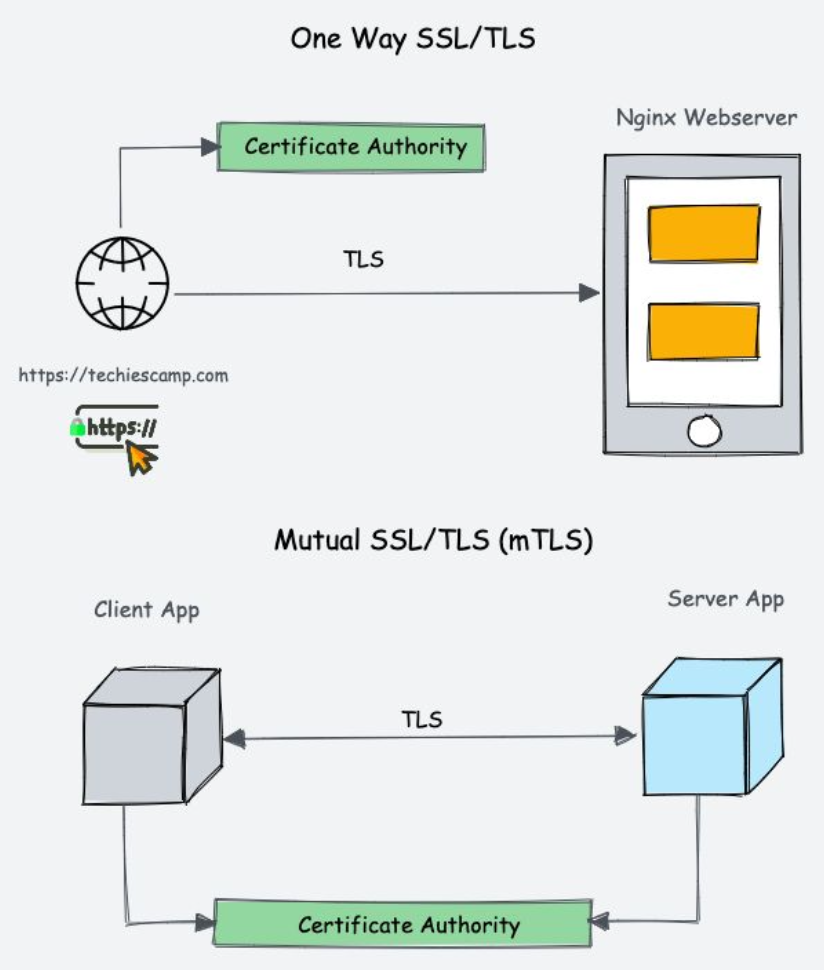 One Way SSL/TLS
Nginx Webserver
Certificate Authority
TLS
https://techiescamp.com
https://
Mutual SSL/TLS (mTLS)
Client App
Server App
TLS
Certificate Authority